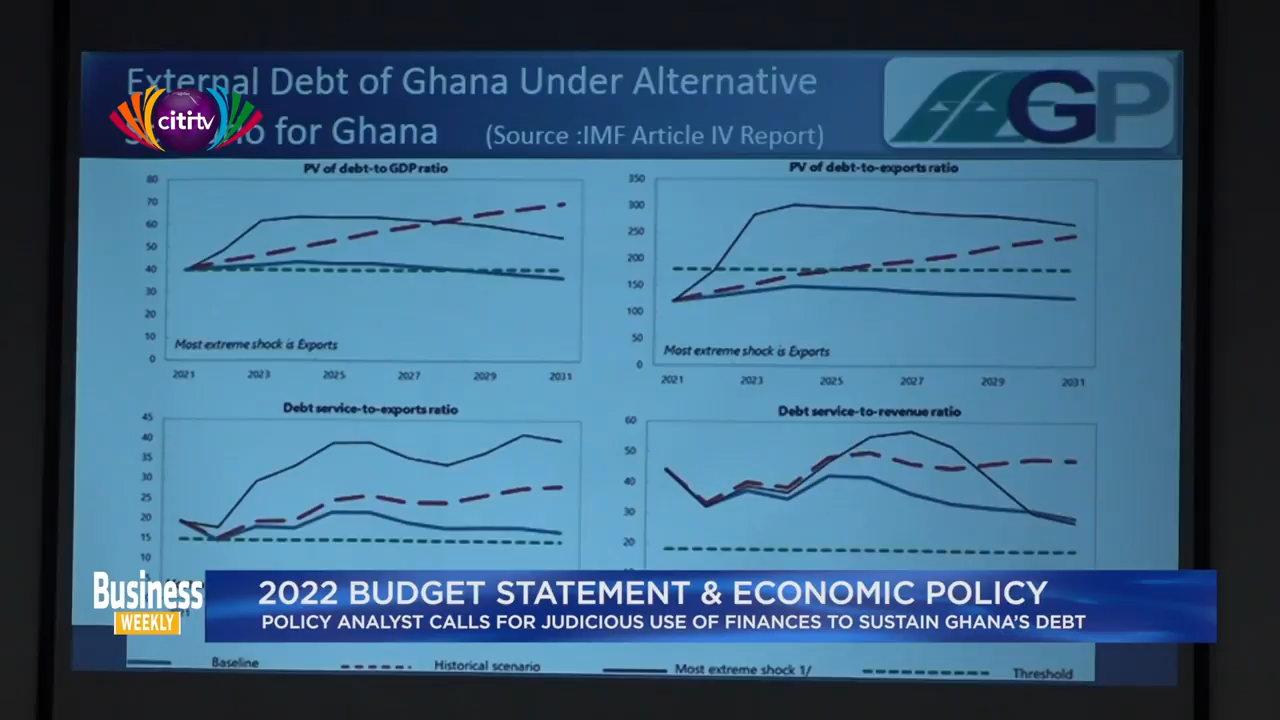 External Debt of Ghana Under Alternative
for Ghana (Source :IMF Article IV Report)
GP
citi tv
PV of debt-to GDP ratio
80
70
60
50
40
30
20
10
0
Most extreme shock is Exports
2021 2023 2025 2027 2029 2031
PV of debt-to-exports ratio
350
300
250
200
150
100
50
0
Most extreme shock is Exports
2021 2023 2025 2027 2029 2031
Debt service-to-exports ratio
45
40
35
30
25
20
15
10
Debt service-to-revenue ratio
60
50
40
30
20
Business
WEEKLY
2022 BUDGET STATEMENT & ECONOMIC POLICY
POLICY ANALYST CALLS FOR JUDICIOUS USE OF FINANCES TO SUSTAIN GHANA'S DEBT
Baseline Historical scenario Most extreme shock 1/ Threshold